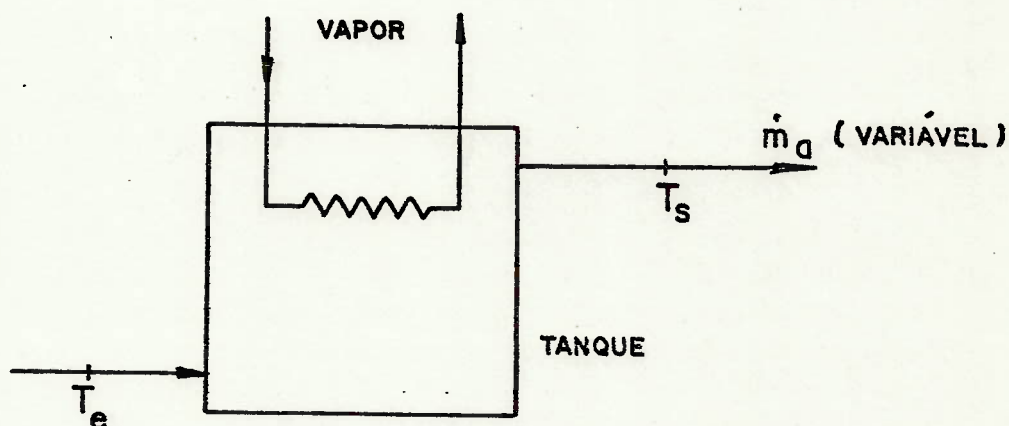 VAPOR
ṁa (VARIÁVEL)
Ts
TANQUE
Te